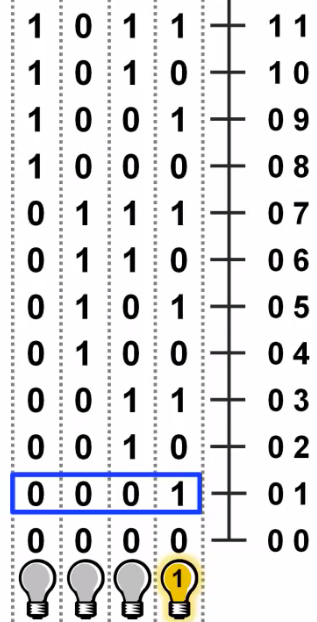 1 0 1 1 11
1 0 1 0 10
1 0 0 1 09
1 0 0 0 08
0 1 1 1 07
0 1 1 0 06
0 1 0 1 05
0 1 0 0 04
0 0 1 1 03
0 0 1 0 02
0 0 0 1 01
0 0 0 0 00
1